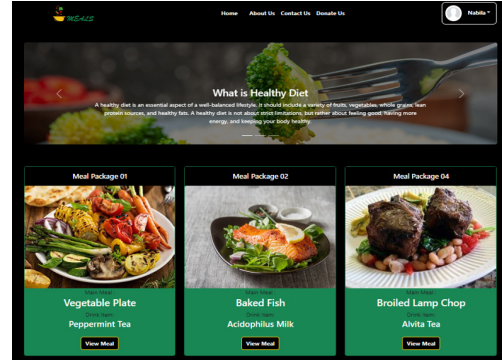 MEALS
Home About Us Contact Us Donate Us
Nabila
What is Healthy Diet
A healthy diet is an essential aspect of a well-balanced lifestyle. It should include a variety of fruits, vegetables, whole grains, lean
protein sources, and healthy fats. A healthy diet is not about strict limitations, but rather about feeling good, having more
energy, and keeping your body healthy.
Meal Package 01
Main Meal:
Vegetable Plate
Drink Item:
Peppermint Tea
View Meal
Meal Package 02
Main Meal:
Baked Fish
Drink Item:
Acidophilus Milk
View Meal
Meal Package 04
Main Meal:
Broiled Lamp Chop
Drink Item:
Alvita Tea
View Meal